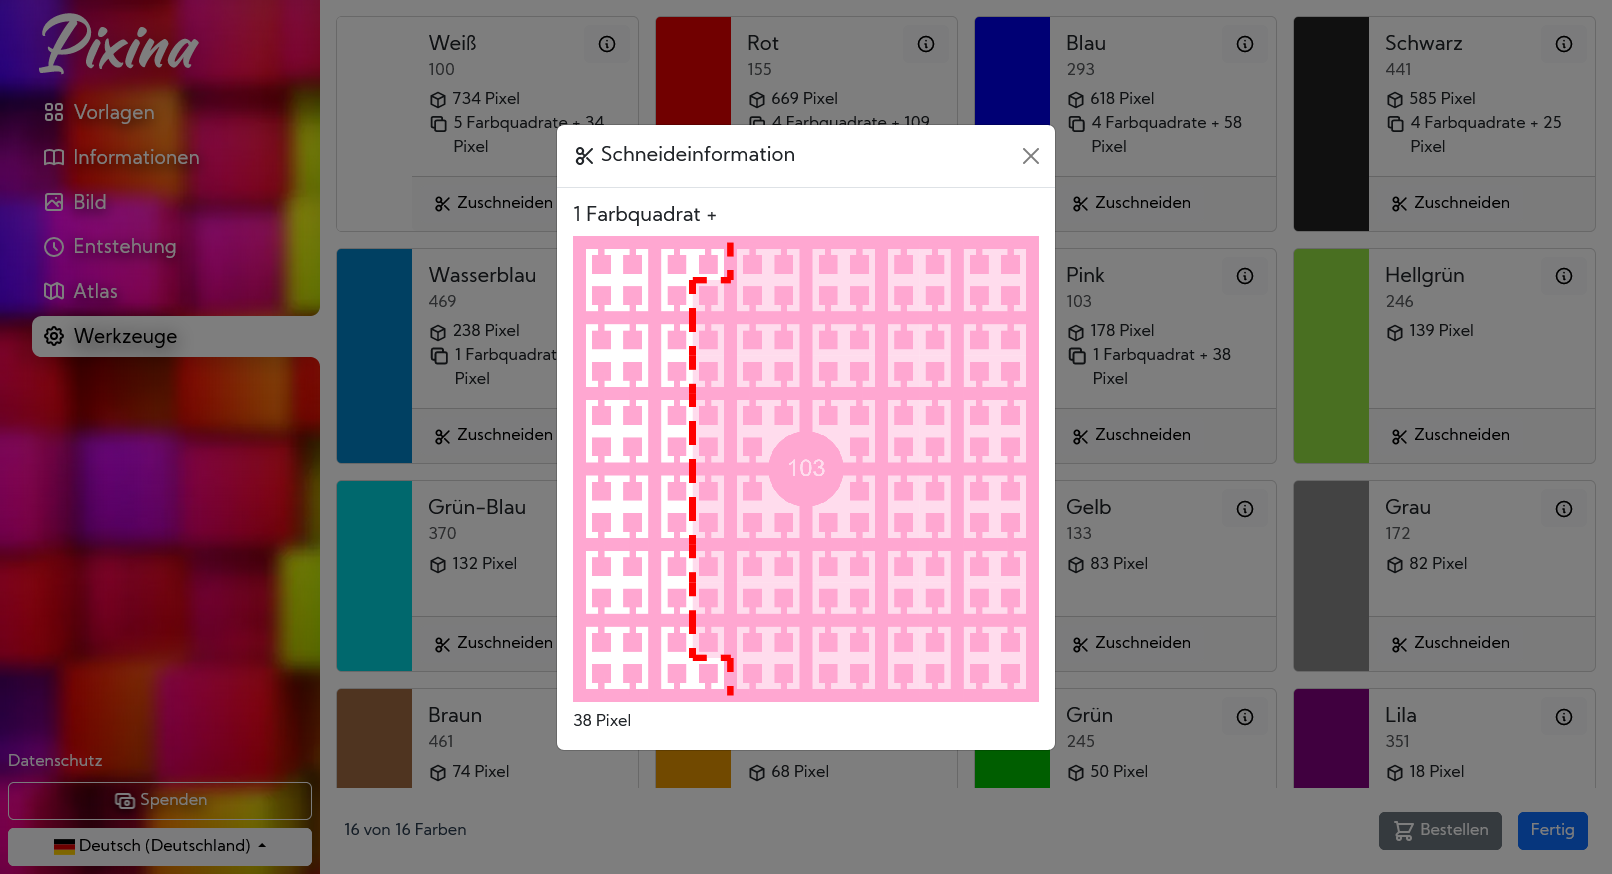 Pixina
Vorlagen
Informationen
Bild
Entstehung
Atlas
Werkzeuge
Datenschutz
Spenden
Deutsch (Deutschland)
Weiß
100
734 Pixel
5 Farbquadrate + 34
Pixel
Zuschneiden
Rot
155
669 Pixel
4 Farbquadrate + 109
Blau
293
618 Pixel
4 Farbquadrate + 58
Pixel
Zuschneiden
Schwarz
441
585 Pixel
4 Farbquadrate + 25
Pixel
Zuschneiden
Schneideinformation
1 Farbquadrat +
103
38 Pixel
Wasserblau
469
238 Pixel
1 Farbquadrat
Pixel
Zuschneiden
Pink
103
178 Pixel
1 Farbquadrat + 38
Pixel
Zuschneiden
Hellgrün
246
139 Pixel
Zuschneiden
Grün-Blau
370
132 Pixel
Zuschneiden
Gelb
133
83 Pixel
Zuschneiden
Grau
172
82 Pixel
Zuschneiden
Braun
461
74 Pixel
68 Pixel
Grün
245
50 Pixel
Lila
351
18 Pixel
16 von 16 Farben
Bestellen
Fertig